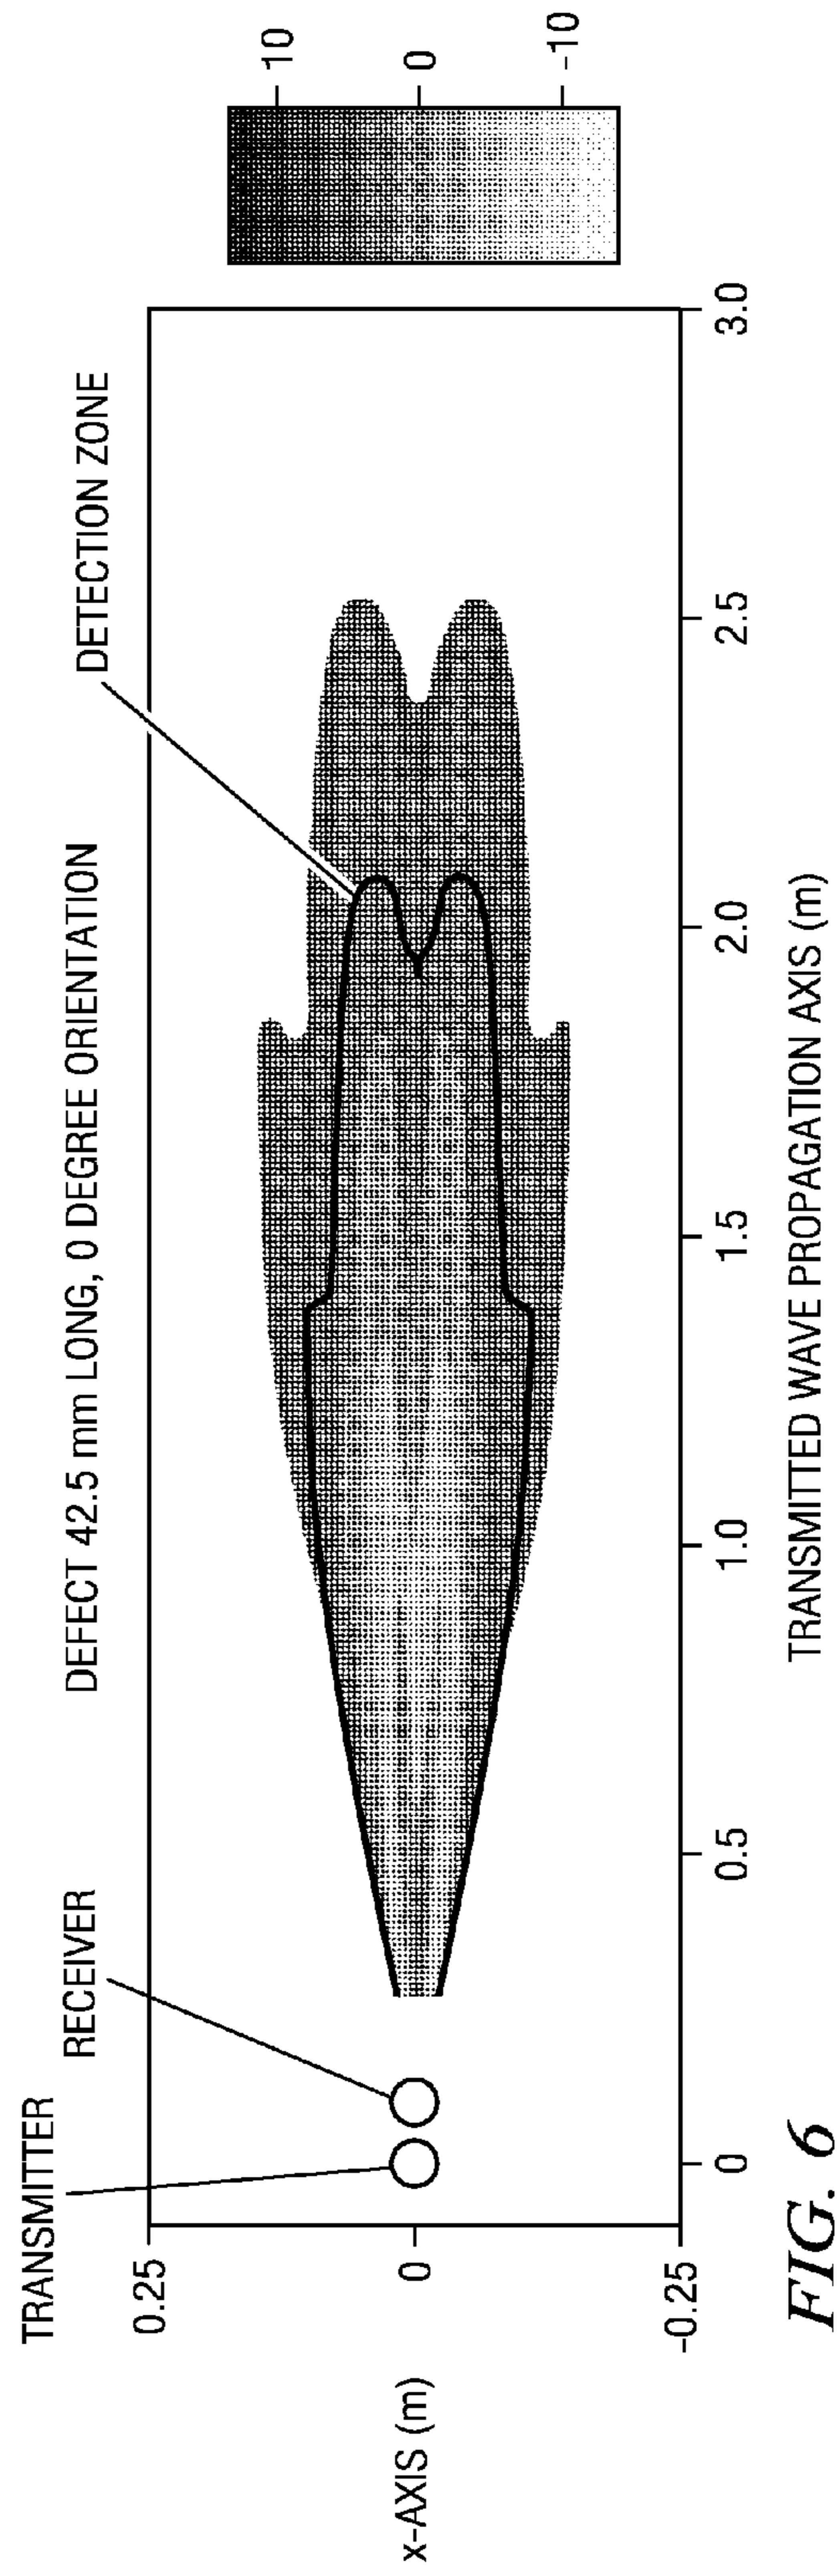 DEFECT 42.5 mm LONG, 0 DEGREE ORIENTATION
TRANSMITTER
RECEIVER
DETECTION ZONE
x-AXIS (m)
0.25
0
-0.25
0
0.5
1.0
1.5
2.0
2.5
3.0
TRANSMITTED WAVE PROPAGATION AXIS (m)
10
0
-10
FIG. 6